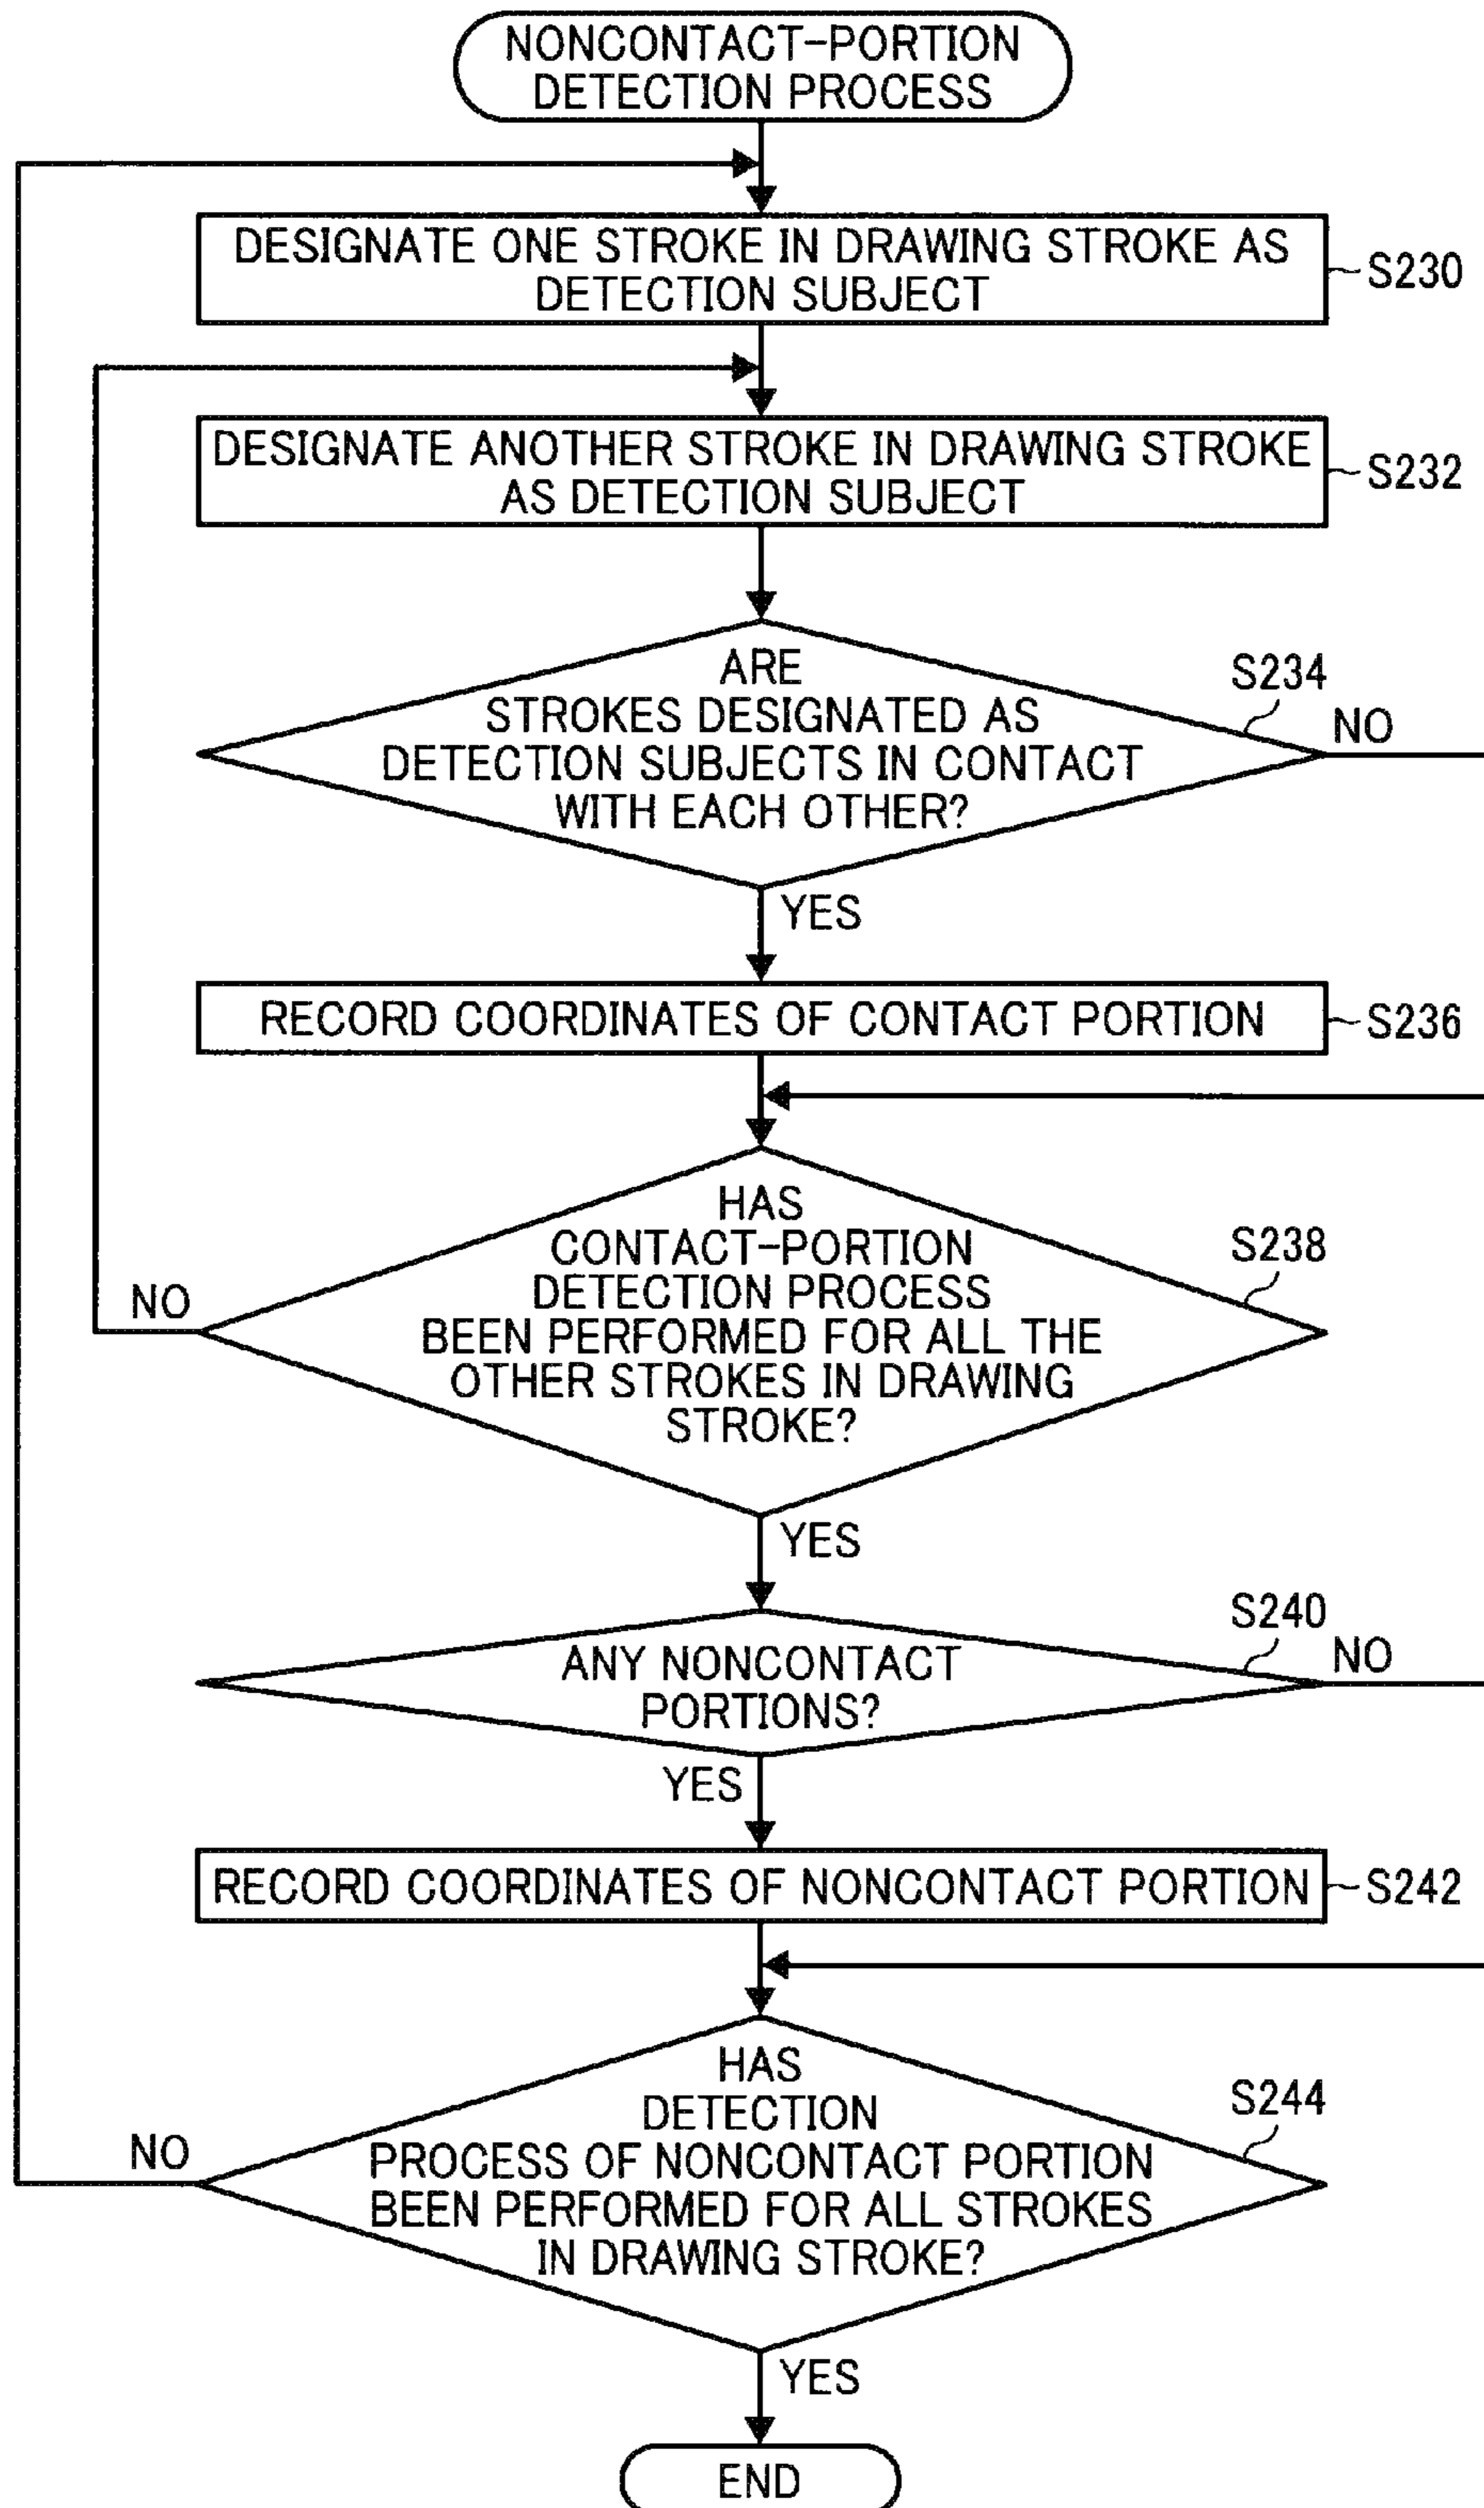 NONCONTACT-PORTION
DETECTION PROCESS
DESIGNATE ONE STROKE IN DRAWING STROKE AS
DETECTION SUBJECT
S230
DESIGNATE ANOTHER STROKE IN DRAWING STROKE
AS DETECTION SUBJECT
S232
ARE
STROKES DESIGNATED AS
DETECTION SUBJECTS IN CONTACT
WITH EACH OTHER?
S234
NO
YES
RECORD COORDINATES OF CONTACT PORTION
S236
HAS
CONTACT-PORTION
DETECTION PROCESS
BEEN PERFORMED FOR ALL THE
OTHER STROKES IN DRAWING
STROKE?
S238
NO
YES
ANY NONCONTACT
PORTIONS?
S240
NO
YES
RECORD COORDINATES OF NONCONTACT PORTION
S242
HAS
DETECTION
PROCESS OF NONCONTACT PORTION
BEEN PERFORMED FOR ALL STROKES
IN DRAWING STROKE?
S244
NO
YES
END